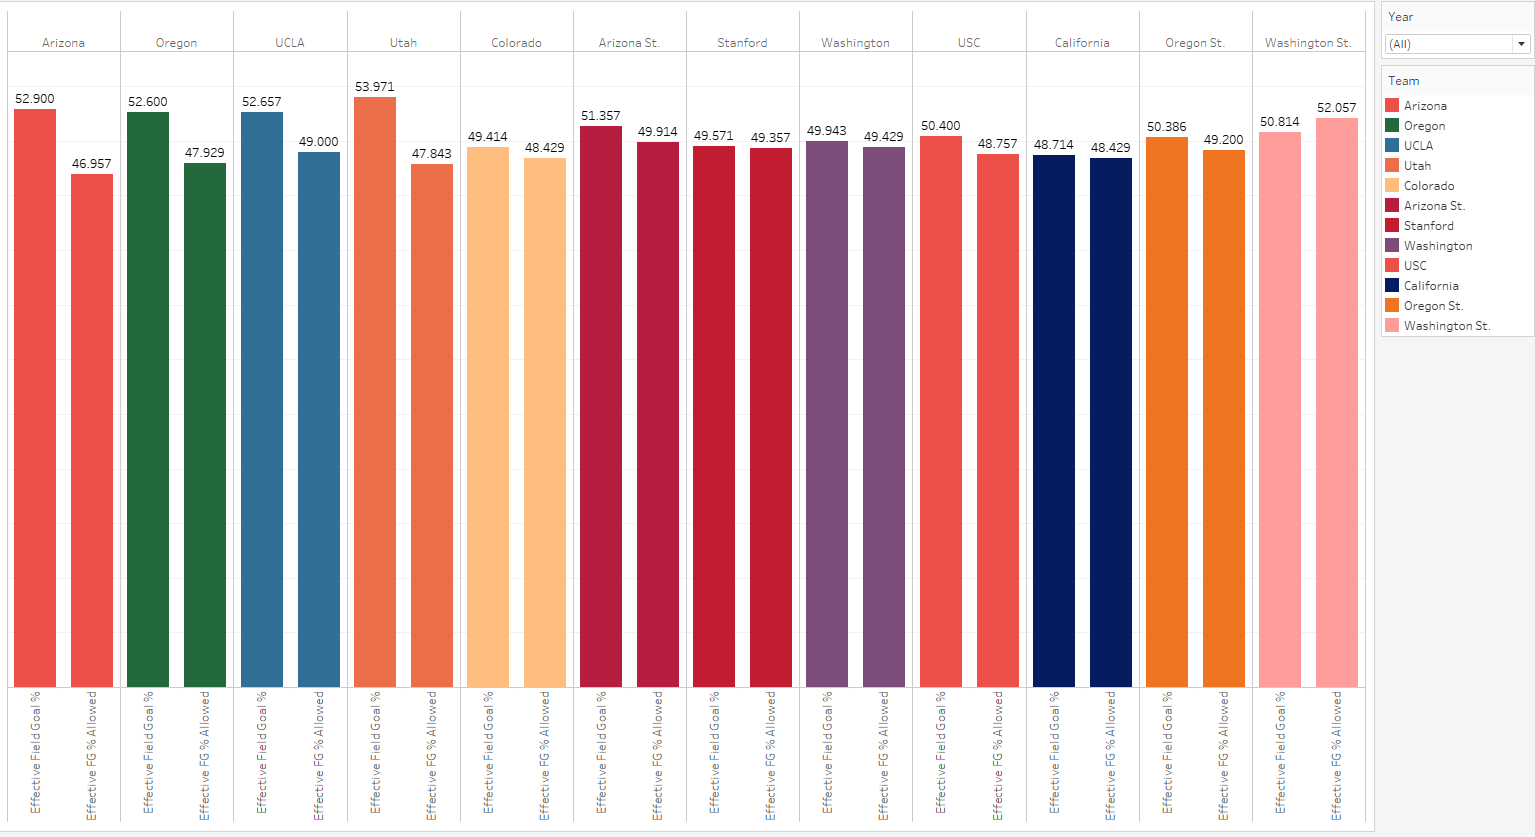 Arizona Oregon UCLA Utah Colorado Arizona St. Stanford Washington USC California Oregon St. Washington St.
52.900 46.957 52.600 47.929 52.657 49.000 53.971 47.843 49.414 48.429 51.357 49.914 49.571 49.357 49.943 49.429 50.400 48.757 48.714 48.429 50.386 49.200 50.814 52.057
Effective Field Goal %
Effective FG % Allowed
Effective Field Goal %
Effective FG % Allowed
Effective Field Goal %
Effective FG % Allowed
Effective Field Goal %
Effective FG % Allowed
Effective Field Goal %
Effective FG % Allowed
Effective Field Goal %
Effective FG % Allowed
Effective Field Goal %
Effective FG % Allowed
Effective Field Goal %
Effective FG % Allowed
Effective Field Goal %
Effective FG % Allowed
Effective Field Goal %
Effective FG % Allowed
Effective Field Goal %
Effective FG % Allowed
Effective Field Goal %
Effective FG % Allowed
Year
(All)
Team
Arizona
Oregon
UCLA
Utah
Colorado
Arizona St.
Stanford
Washington
USC
California
Oregon St.
Washington St.